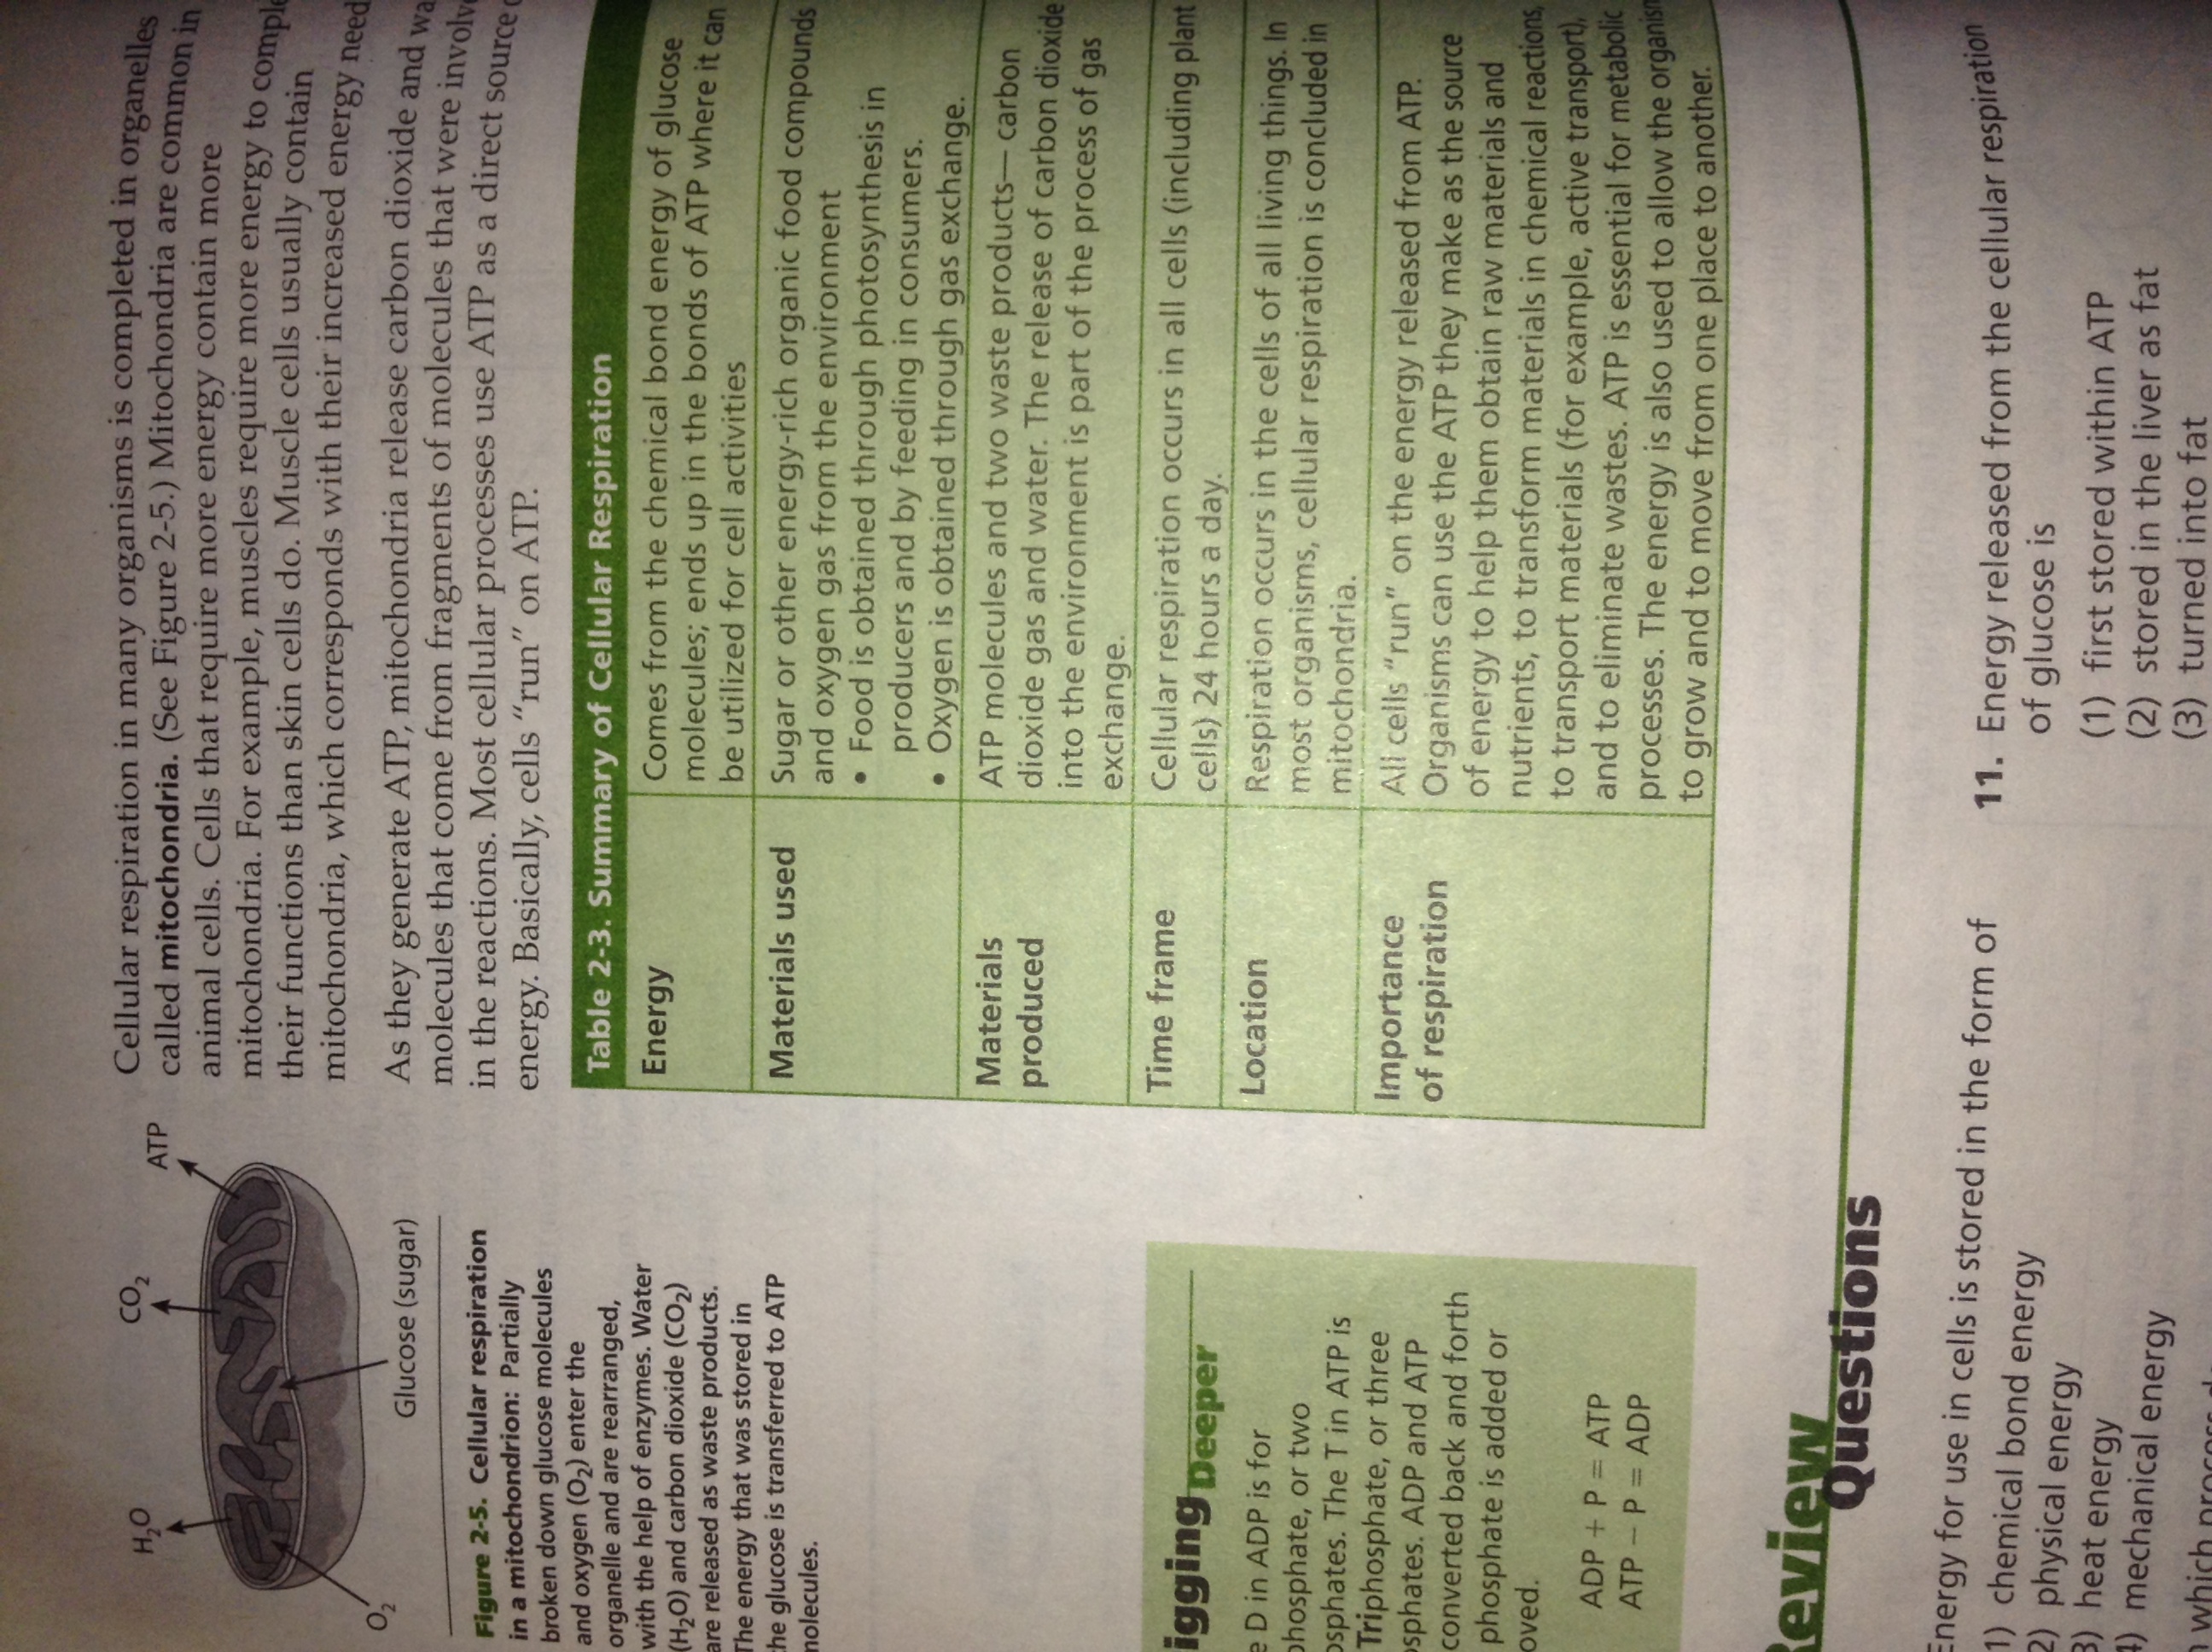 H₂O
CO₂
ATP
O₂
Glucose (sugar)
Figure 2-5. Cellular respiration
in a mitochondrion: Partially
broken down glucose molecules
and oxygen (O₂) enter the
organelle and are rearranged,
with the help of enzymes. Water
(H₂O) and carbon dioxide (CO₂)
are released as waste products.
The energy that was stored in
the glucose is transferred to ATP
molecules.
Cellular respiration in many organisms is completed in organelles
called mitochondria. (See Figure 2-5.) Mitochondria are common in
animal cells. Cells that require more energy contain more
mitochondria. For example, muscles require more energy to comple
their functions than skin cells do. Muscle cells usually contain
mitochondria, which corresponds with their increased energy need
As they generate ATP, mitochondria release carbon dioxide and wa
molecules that come from fragments of molecules that were involve
in the reactions. Most cellular processes use ATP as a direct source
energy. Basically, cells “run” on ATP.
Table 2-3. Summary of Cellular Respiration
Energy
Comes from the chemical bond energy of glucose
molecules; ends up in the bonds of ATP where it can
be utilized for cell activities
Materials used
Sugar or other energy-rich organic food compounds
and oxygen gas from the environment
• Food is obtained through photosynthesis in
producers and by feeding in consumers.
• Oxygen is obtained through gas exchange.
Materials
produced
ATP molecules and two waste products— carbon
dioxide gas and water. The release of carbon dioxide
into the environment is part of the process of gas
exchange.
Time frame
Cellular respiration occurs in all cells (including plant
cells) 24 hours a day.
Location
Respiration occurs in the cells of all living things. In
most organisms, cellular respiration is concluded in
mitochondria.
Importance
of respiration
All cells “run” on the energy released from ATP.
Organisms can use the ATP they make as the source
of energy to help them obtain raw materials and
nutrients, to transform materials in chemical reactions,
to transport materials (for example, active transport),
and to eliminate wastes. ATP is essential for metabolic
processes. The energy is also used to allow the organism
to grow and to move from one place to another.
igging Deeper
e D in ADP is for
phosphate, or two
osphates. The T in ATP is
Triphosphate, or three
osphates. ADP and ATP
converted back and forth
phosphate is added or
oved.
ADP + P = ATP
ATP − P = ADP
Review
Questions
Energy for use in cells is stored in the form of
1) chemical bond energy
2) physical energy
3) heat energy
4) mechanical energy
which process
11. Energy released from the cellular respiration
of glucose is
(1) first stored within ATP
(2) stored in the liver as fat
(3) turned into fat